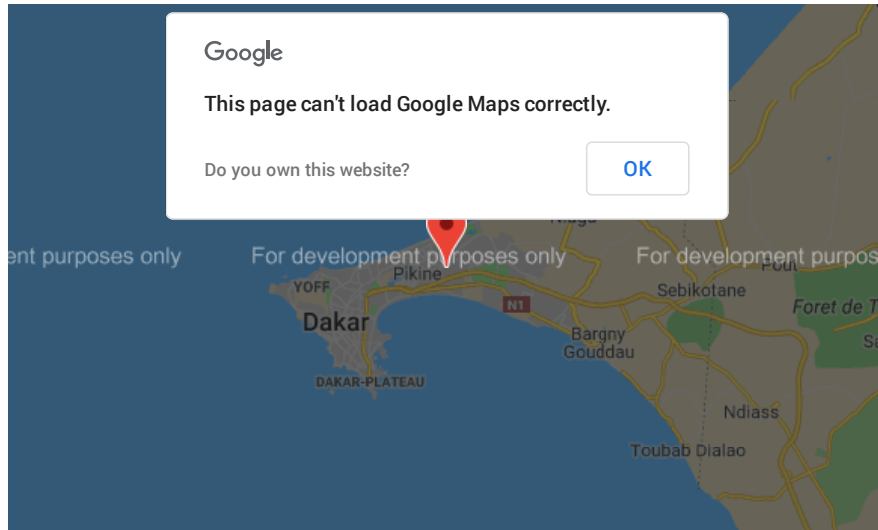 Google
This page can't load Google Maps correctly.
Do you own this website?
OK
ent purposes only
For development purposes only
For development purpos
Pikine
YOFF
Sebikotane
Foret de T
N1
Dakar
Bargny
Gouddau
DAKAR-PLATEAU
Ndiass
Toubab Dialao